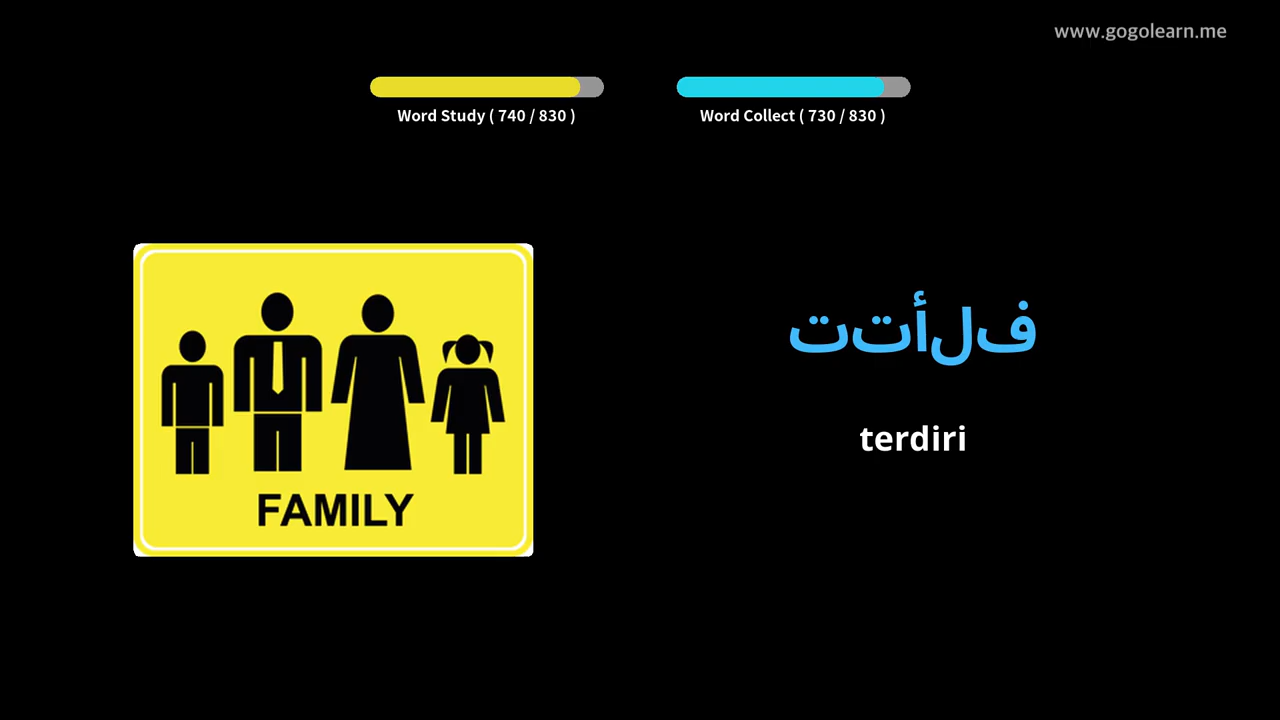 www.gogolearn.me
Word Study ( 740 / 830 )
Word Collect ( 730 / 830 )
FAMILY
تتألف
terdiri